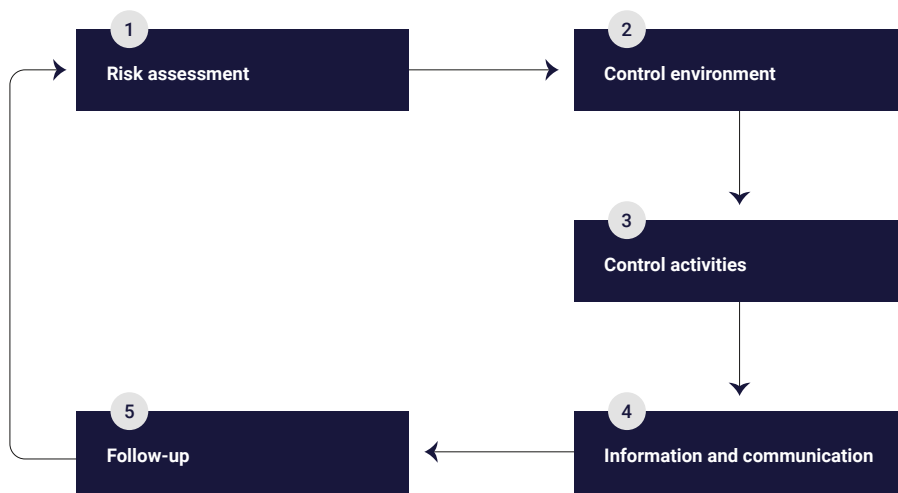 1
Risk assessment
2
Control environment
3
Control activities
4
Information and communication
5
Follow-up